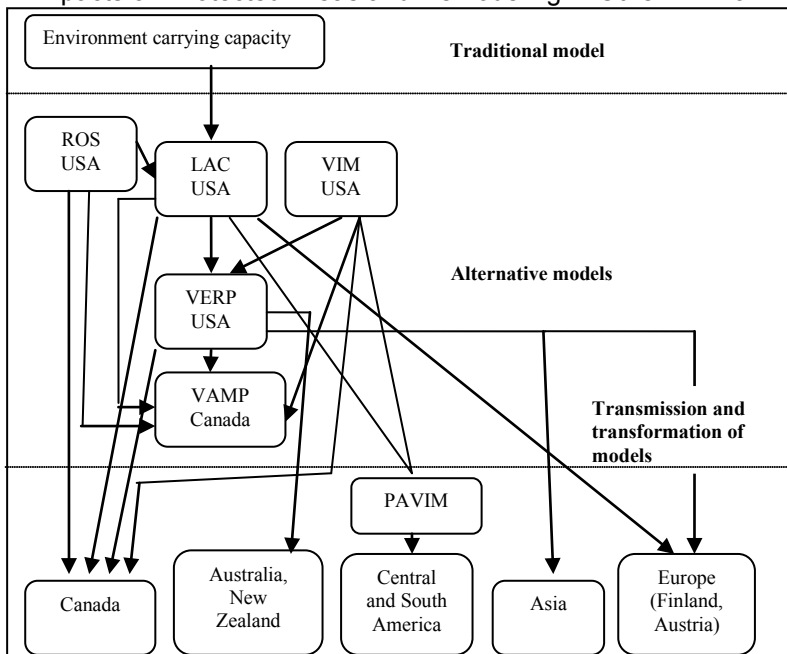 Environment carrying capacity
Traditional model
ROS
USA
LAC
USA
VIM
USA
VERP
USA
Alternative models
VAMP
Canada
Transmission and
transformation of
models
PAVIM
Canada
Australia,
New
Zealand
Central
and South
America
Asia
Europe
(Finland,
Austria)